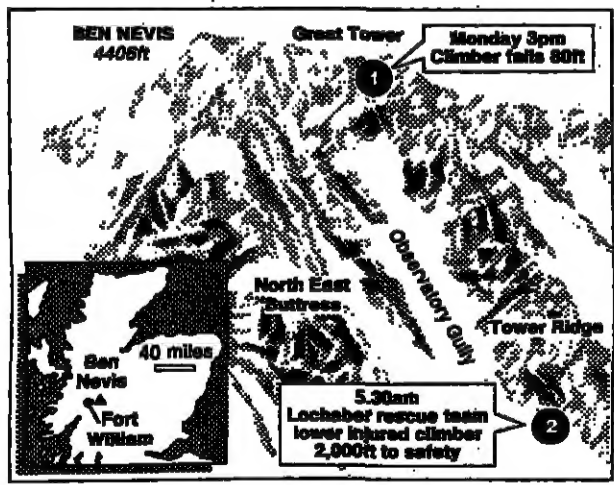 BEN NEVIS
4406ft
Great Tower
Monday 3pm
Climber falls 80ft
1
Observatory Gully
North East
Buttress
Tower Ridge
40 miles
Ben
Nevis
Fort
William
5.30am
Lochaber rescue team
lower injured climber
2,000ft to safety
2